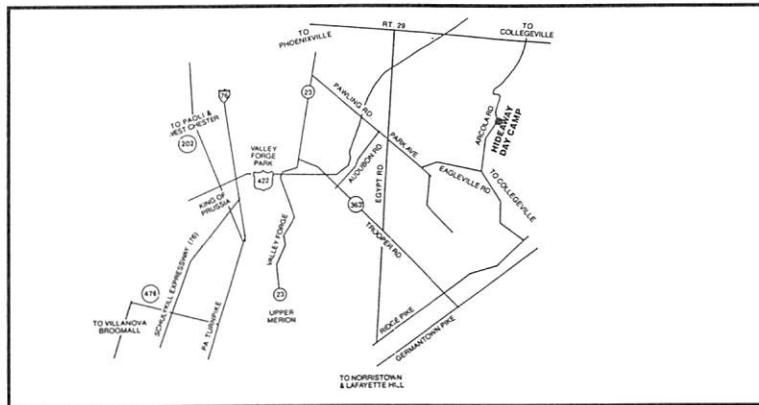 RT. 29
TO
PHOENIXVILLE
TO
COLLEGEVILLE
76
23
PAWLING RD
ARCOLA RD
HIDEAWAY
DAY CAMP
TO PAOLI &
WEST CHESTER
202
VALLEY
FORGE
PARK
422
AUDUBON RD
PARK AVE
EGYPT RD
EAGLEVILLE RD
TO COLLEGEVILLE
KING OF
PRUSSIA
363
TROOPER RD
VALLEY FORGE
SCHUYLKILL EXPRESSWAY (76)
23
UPPER
MERION
476
TO VILLANOVA
BROOMALL
PA TURNPIKE
RIDGE PIKE
GERMANTOWN PIKE
TO NORRISTOWN
& LAFAYETTE HILL